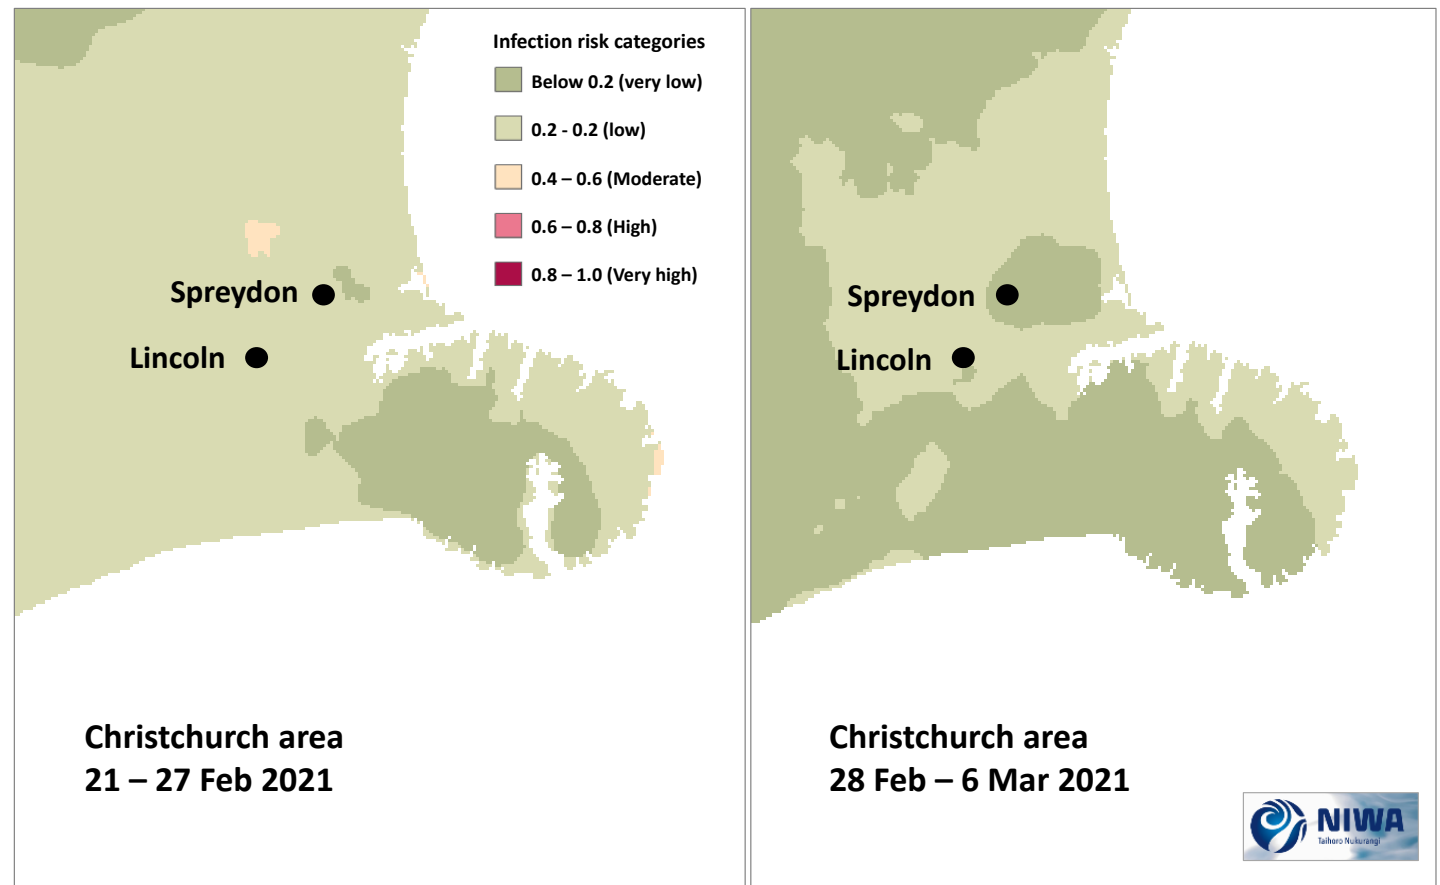 Infection risk categories
Below 0.2 (very low)
0.2 - 0.2 (low)
0.4 – 0.6 (Moderate)
0.6 – 0.8 (High)
0.8 – 1.0 (Very high)
Spreydon
Lincoln
Christchurch area
21 – 27 Feb 2021
Spreydon
Lincoln
Christchurch area
28 Feb – 6 Mar 2021
NIWA
Taihoro Nukurangi